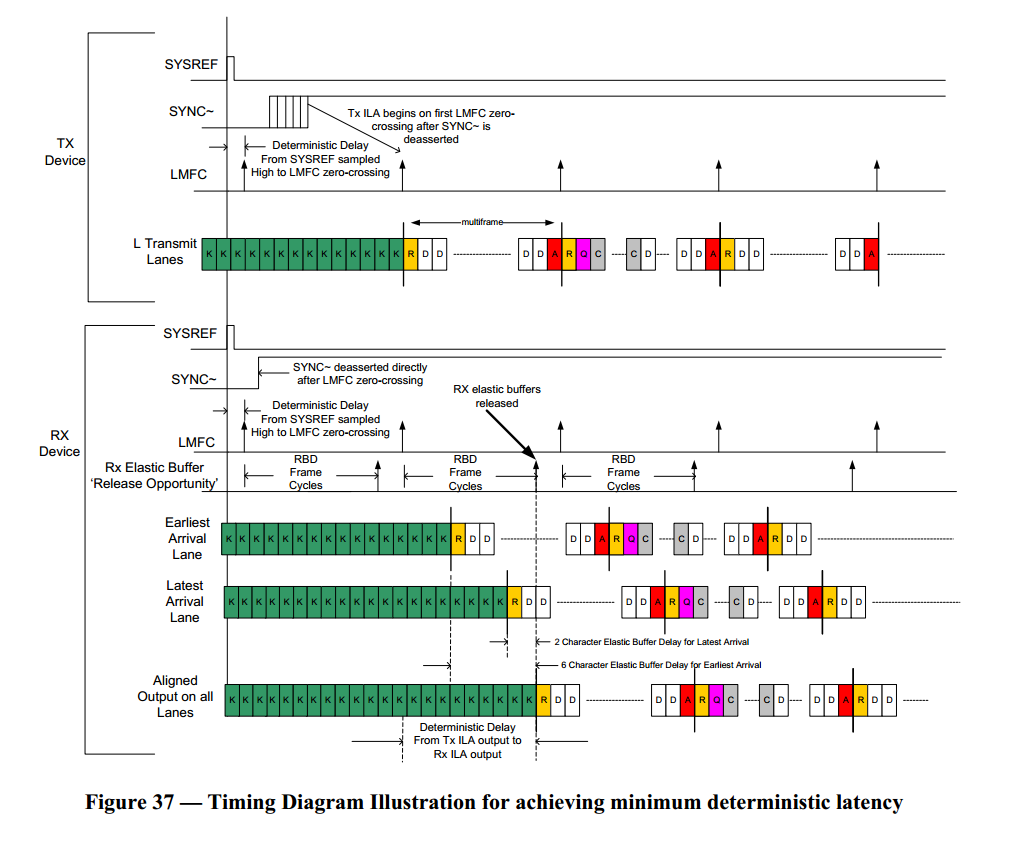 SYSREF
SYNC~
Tx ILA begins on first LMFC zero-
crossing after SYNC~ is
deasserted
TX
Device
Deterministic Delay
From SYSREF sampled
High to LMFC zero-crossing
LMFC
multiframe
L Transmit
Lanes
K K K K K K K K K K K K K K R D D D D A R Q C C D D D A R D D D D A
SYSREF
SYNC~
SYNC~ deasserted directly
after LMFC zero-crossing
RX elastic buffers
released
Deterministic Delay
From SYSREF sampled
High to LMFC zero-crossing
RX
Device
LMFC
Rx Elastic Buffer
'Release Opportunity'
RBD
Frame
Cycles
RBD
Frame
Cycles
RBD
Frame
Cycles
Earliest
Arrival
Lane
K K K K K K K K K K K K K K K K R D D D D A R Q C C D D D A R D D
Latest
Arrival
Lane
K K K K K K K K K K K K K K K K K K K K R D D D D A R Q C C D D D A R D D
2 Character Elastic Buffer Delay for Latest Arrival
6 Character Elastic Buffer Delay for Earliest Arrival
Aligned
Output on all
Lanes
K K K K K K K K K K K K K K K K K K K K K K R D D D D A R Q C C D D D A R D D
Deterministic Delay
From Tx ILA output to
Rx ILA output
Figure 37 — Timing Diagram Illustration for achieving minimum deterministic latency